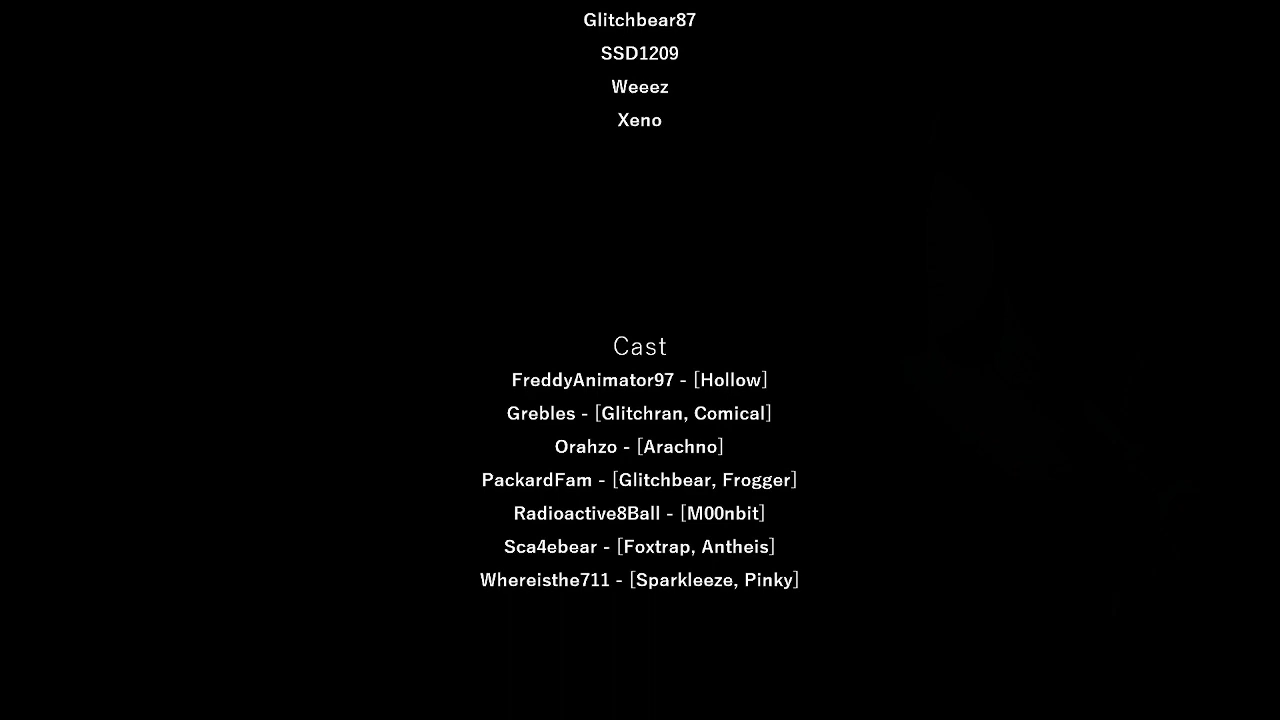 Glitchbear87
SSD1209
Weeez
Xeno
Cast
FreddyAnimator97 - [Hollow]
Grebles - [Glitchran, Comical]
Orahzo - [Arachno]
PackardFam - [Glitchbear, Frogger]
Radioactive8Ball - [M00nbit]
Sca4ebear - [Foxtrap, Antheis]
Whereisthe711 - [Sparkleeze, Pinky]